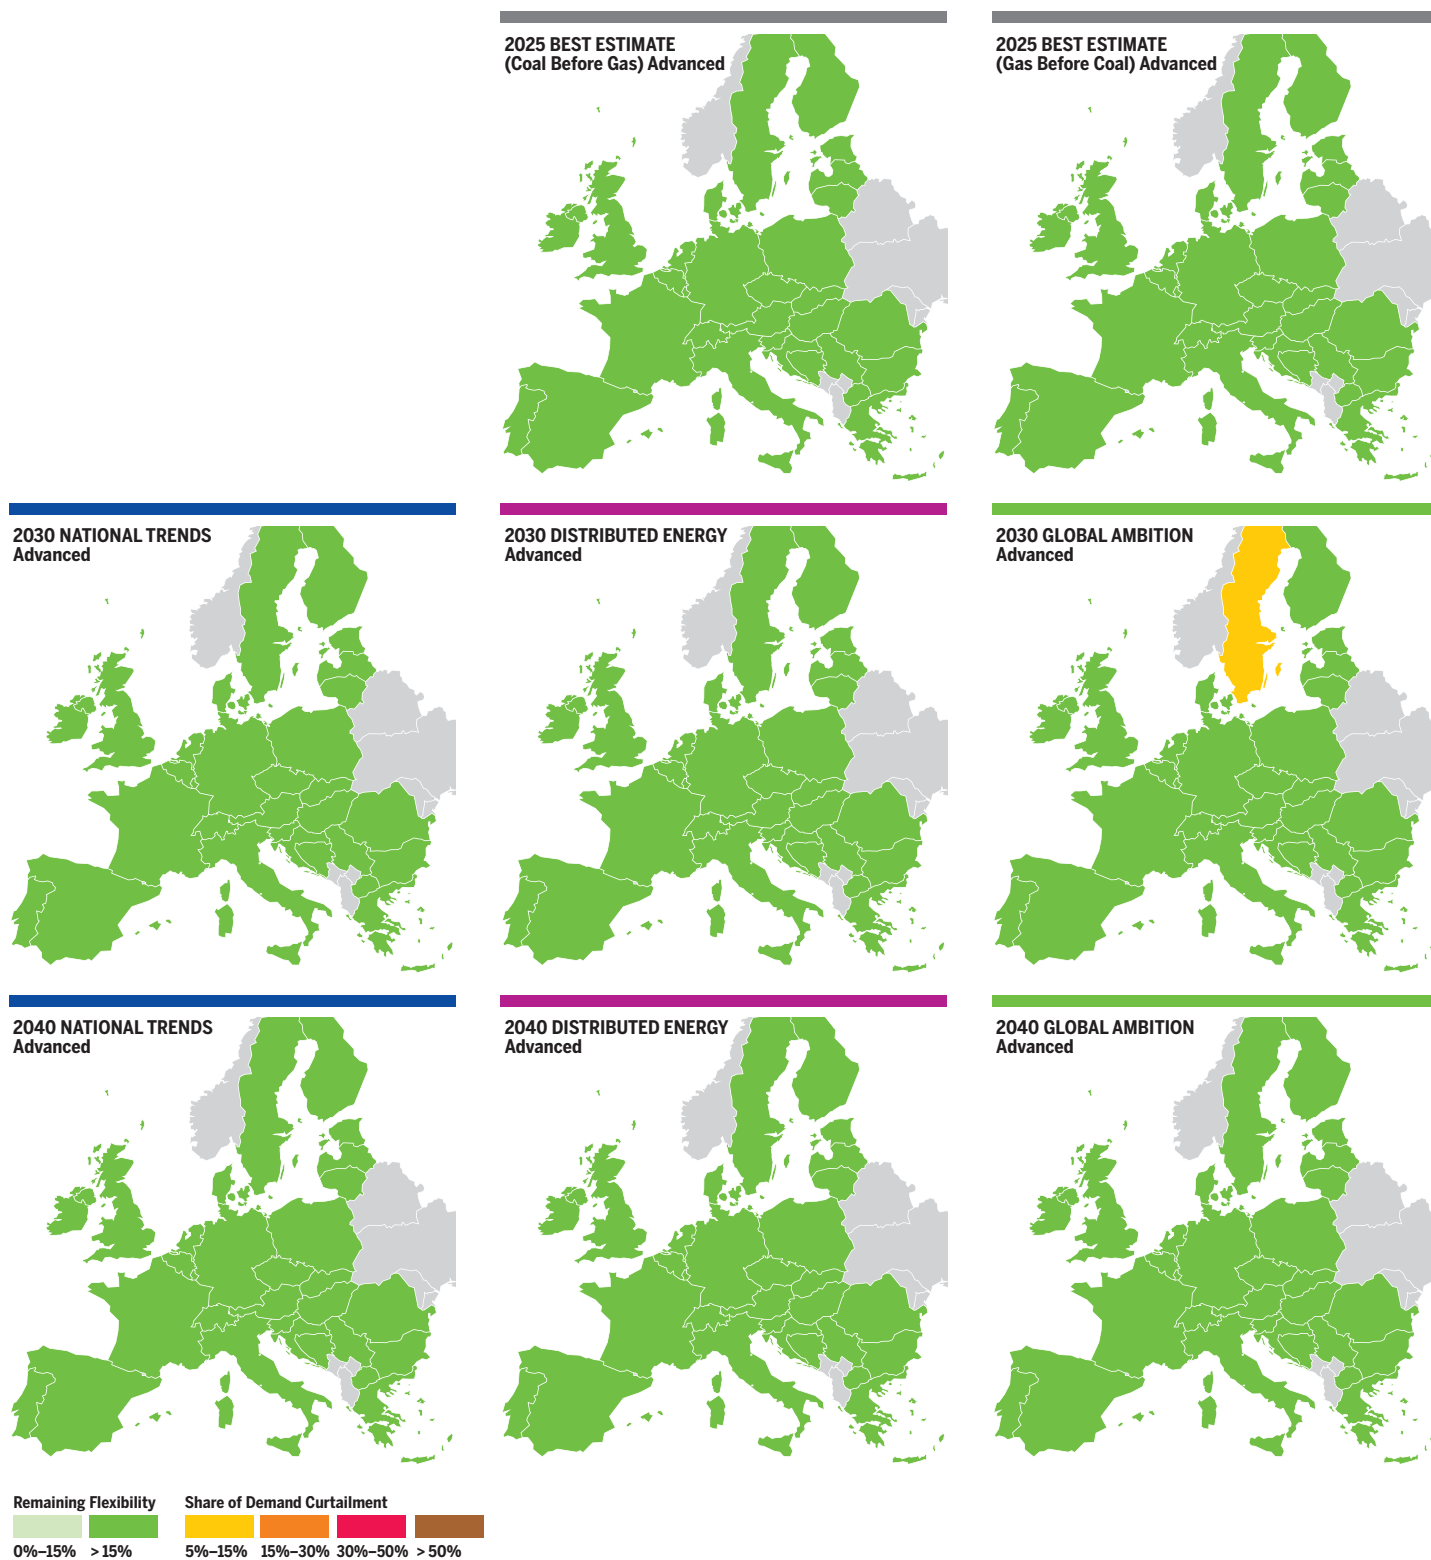 2025 BEST ESTIMATE
(Coal Before Gas) Advanced
2025 BEST ESTIMATE
(Gas Before Coal) Advanced
2030 NATIONAL TRENDS
Advanced
2030 DISTRIBUTED ENERGY
Advanced
2030 GLOBAL AMBITION
Advanced
2040 NATIONAL TRENDS
Advanced
2040 DISTRIBUTED ENERGY
Advanced
2040 GLOBAL AMBITION
Advanced
Remaining Flexibility
0%–15% > 15%
Share of Demand Curtailment
5%–15% 15%–30% 30%–50% > 50%